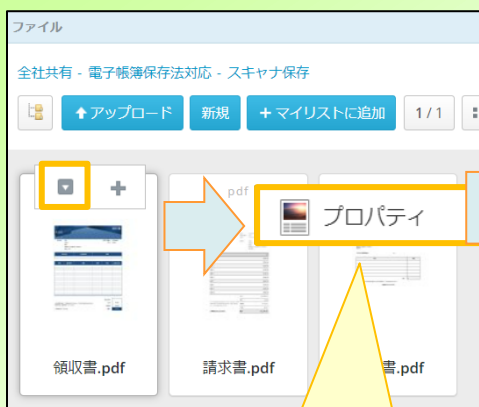 ファイル
全社共有 - 電子帳簿保存法対応 - スキャナ保存
アップロード 新規 + マイリストに追加 1 / 1
pdf
プロパティ
領収書.pdf 請求書.pdf 書.pdf